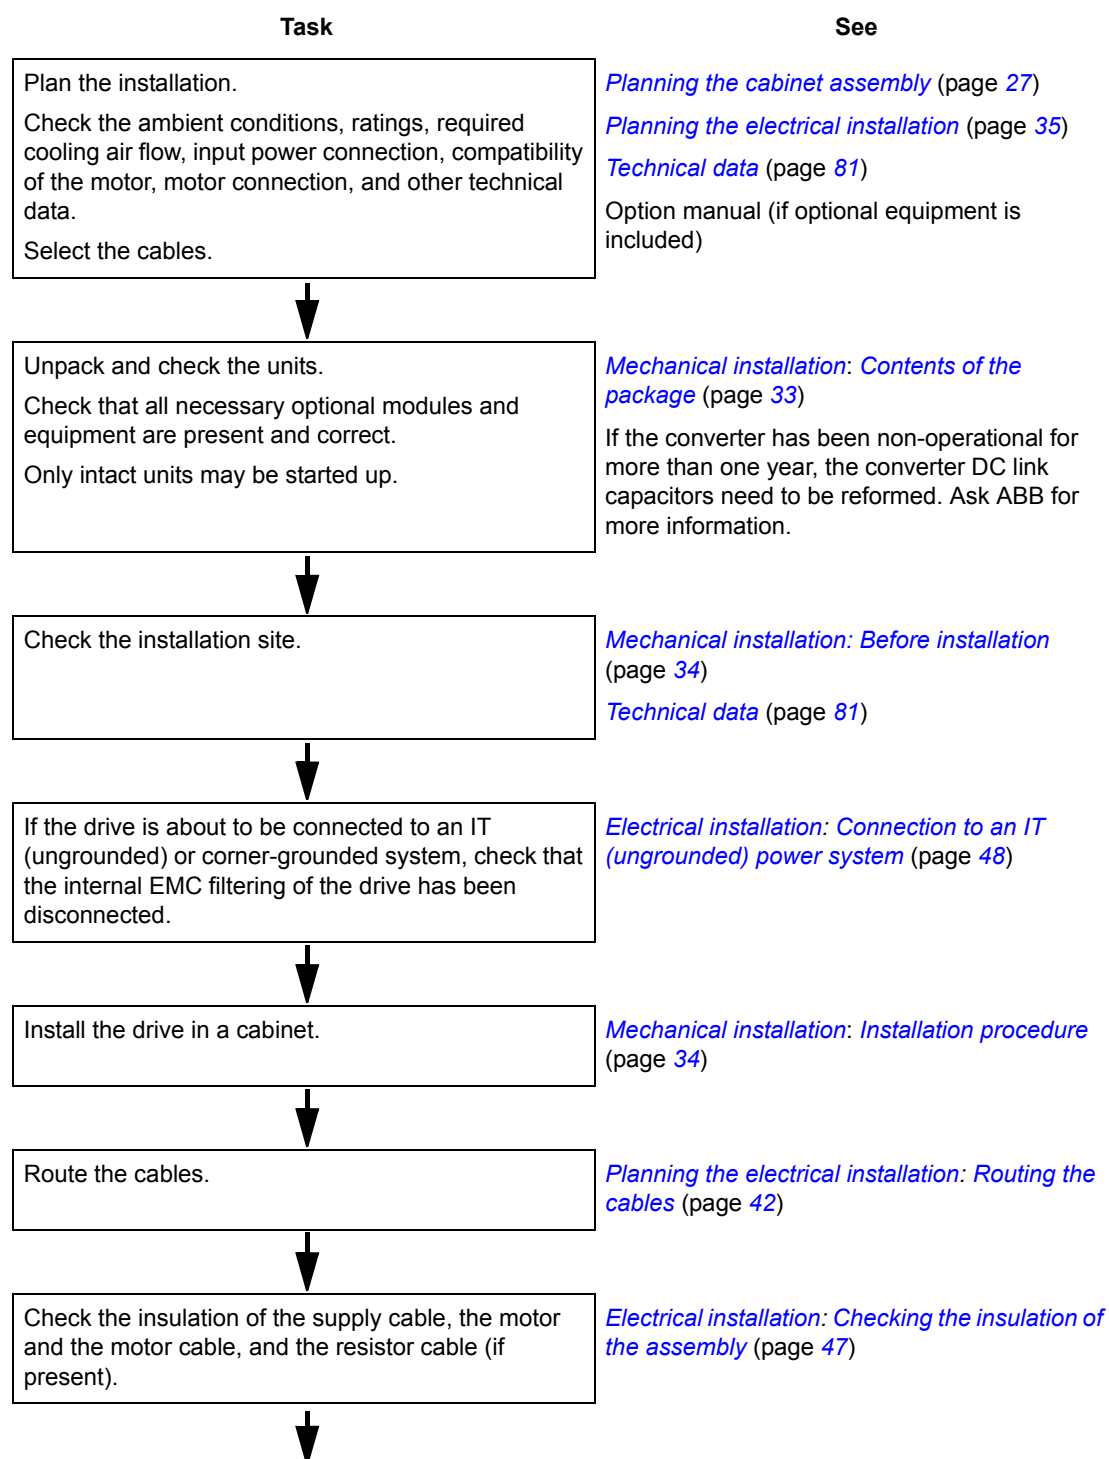 Task
See
Plan the installation.
Check the ambient conditions, ratings, required
cooling air flow, input power connection, compatibility
of the motor, motor connection, and other technical
data.
Select the cables.
Planning the cabinet assembly (page 27)
Planning the electrical installation (page 35)
Technical data (page 81)
Option manual (if optional equipment is
included)
Unpack and check the units.
Check that all necessary optional modules and
equipment are present and correct.
Only intact units may be started up.
Mechanical installation: Contents of the
package (page 33)
If the converter has been non-operational for
more than one year, the converter DC link
capacitors need to be reformed. Ask ABB for
more information.
Check the installation site.
Mechanical installation: Before installation
(page 34)
Technical data (page 81)
If the drive is about to be connected to an IT
(ungrounded) or corner-grounded system, check that
the internal EMC filtering of the drive has been
disconnected.
Electrical installation: Connection to an IT
(ungrounded) power system (page 48)
Install the drive in a cabinet.
Mechanical installation: Installation procedure
(page 34)
Route the cables.
Planning the electrical installation: Routing the
cables (page 42)
Check the insulation of the supply cable, the motor
and the motor cable, and the resistor cable (if
present).
Electrical installation: Checking the insulation of
the assembly (page 47)